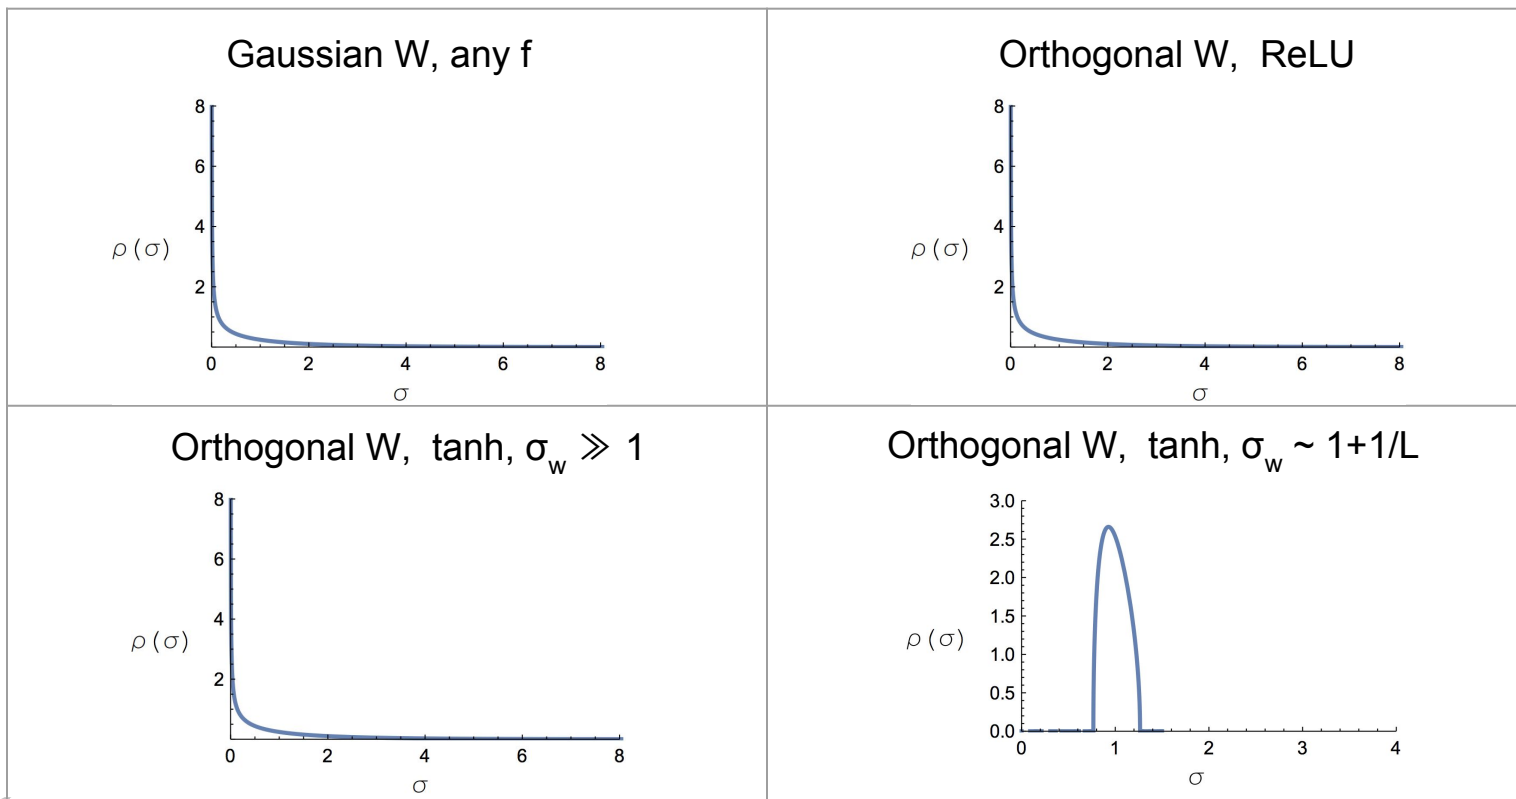 Gaussian W, any f
8
6
4
2
ρ (σ)
0 2 4 6 8
σ
Orthogonal W, ReLU
8
6
4
2
ρ (σ)
0 2 4 6 8
σ
Orthogonal W, tanh, σw ≫ 1
8
6
4
2
ρ (σ)
0 2 4 6 8
σ
Orthogonal W, tanh, σw ~ 1+1/L
3.0
2.5
2.0
1.5
1.0
0.5
0.0
ρ (σ)
0 1 2 3 4
σ